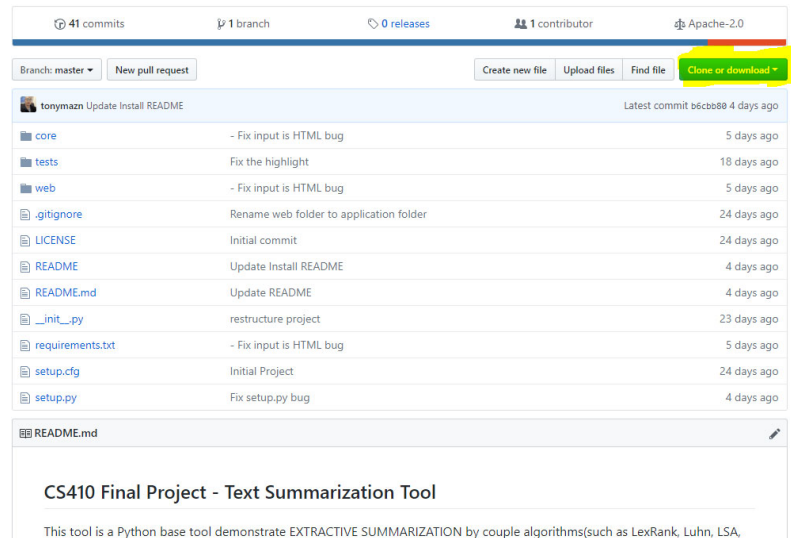 41 commits 1 branch 0 releases 1 contributor Apache-2.0
Branch: master New pull request Create new file Upload files Find file Clone or download
tonymazn Update Install README Latest commit b6cbb80 4 days ago
core - Fix input is HTML bug 5 days ago
tests Fix the highlight 18 days ago
web - Fix input is HTML bug 5 days ago
.gitignore Rename web folder to application folder 24 days ago
LICENSE Initial commit 24 days ago
README Update Install README 4 days ago
README.md Update README 4 days ago
__init__.py restructure project 23 days ago
requirements.txt - Fix input is HTML bug 5 days ago
setup.cfg Initial Project 24 days ago
setup.py Fix setup.py bug 4 days ago
README.md
CS410 Final Project - Text Summarization Tool
This tool is a Python base tool demonstrate EXTRACTIVE SUMMARIZATION by couple algorithms(such as LexRank, Luhn, LSA,